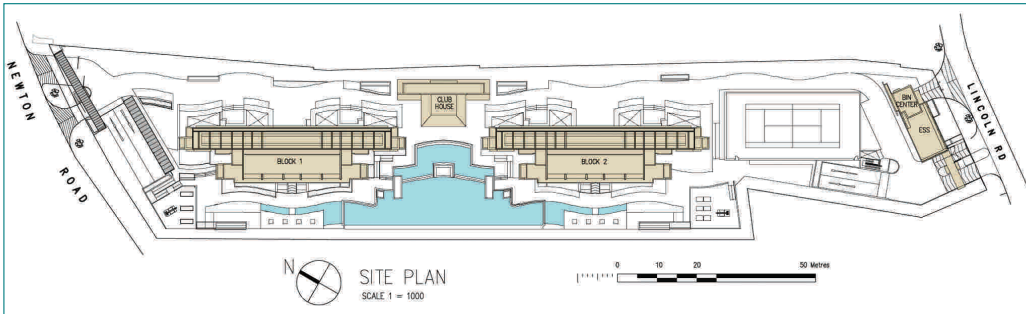 NEWTON
ROAD
CLUB
HOUSE
BLOCK 1
BLOCK 2
BIN
CENTER
ESS
LINCOLN RD
N
SITE PLAN
SCALE 1 = 1000
0 10 20 50 Metres